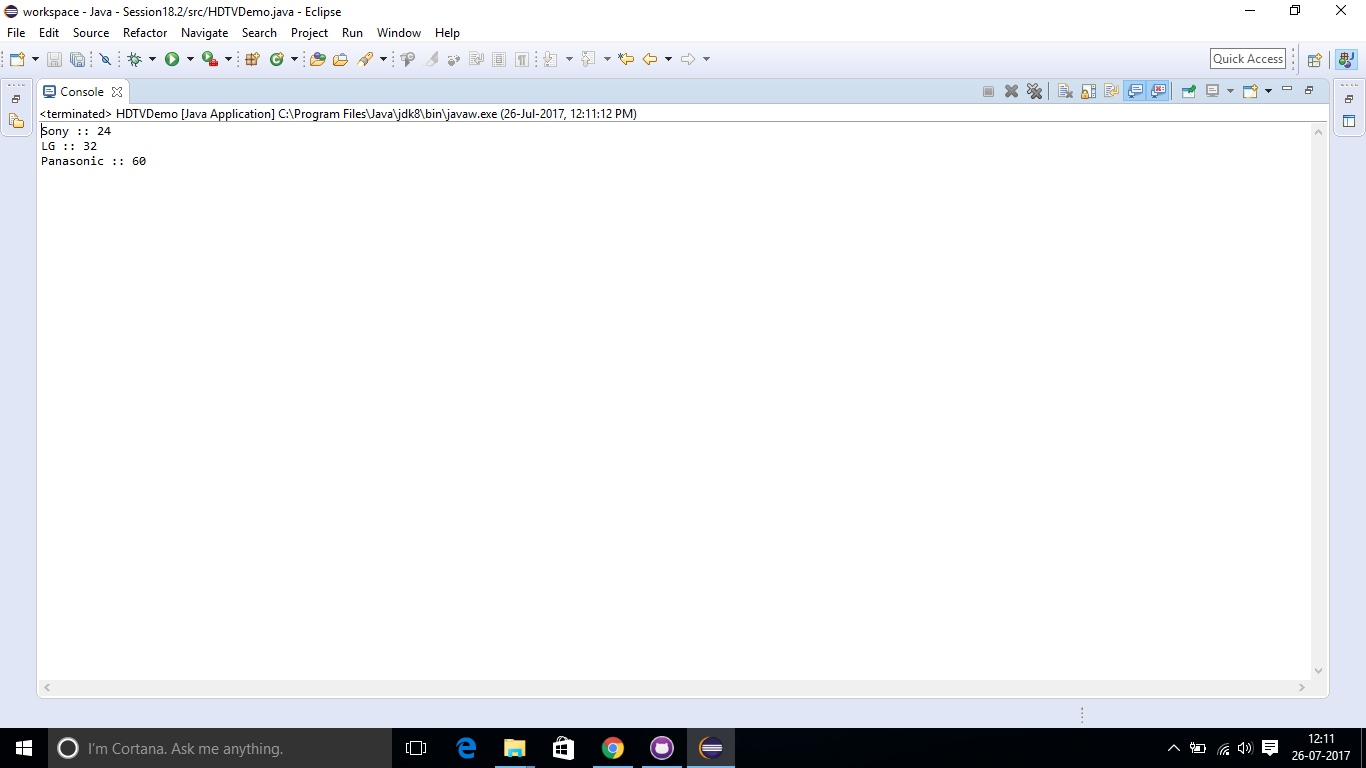 workspace - Java - Session18.2/src/HDTVDemo.java - Eclipse
File Edit Source Refactor Navigate Search Project Run Window Help
Quick Access
Console
<terminated> HDTVDemo [Java Application] C:\Program Files\Java\jdk8\bin\javaw.exe (26-Jul-2017, 12:11:12 PM)
Sony :: 24
LG :: 32
Panasonic :: 60
I'm Cortana. Ask me anything.
12:11
26-07-2017